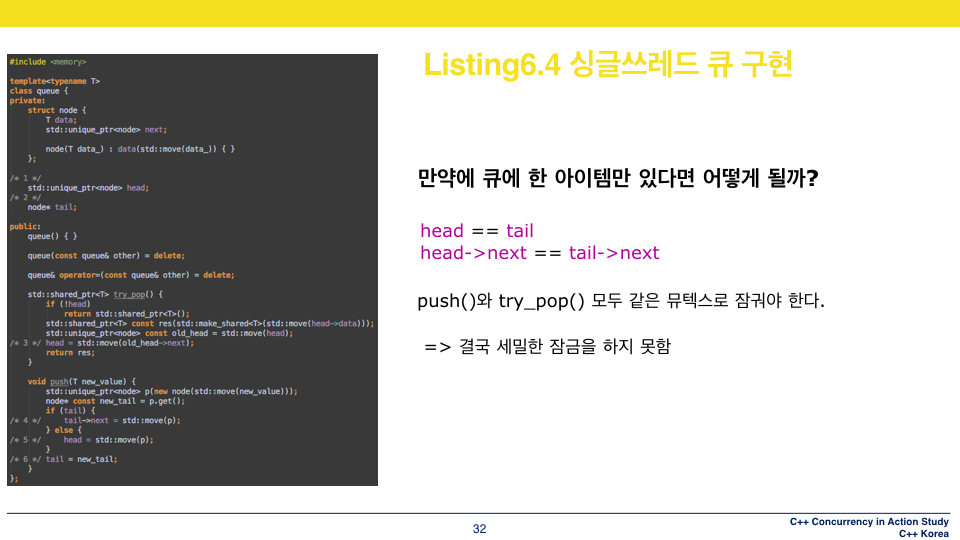 Listing6.4 싱글쓰레드 큐 구현
#include <memory>
template<typename T>
class queue {
private:
struct node {
T data;
std::unique_ptr<node> next;
node(T data_) : data(std::move(data_)) { }
};
/* 1 */
std::unique_ptr<node> head;
/* 2 */
node* tail;
public:
queue() { }
queue(const queue& other) = delete;
queue& operator=(const queue& other) = delete;
std::shared_ptr<T> try_pop() {
if (!head)
return std::shared_ptr<T>();
std::shared_ptr<T> const res(std::make_shared<T>(std::move(head->data)));
std::unique_ptr<node> const old_head = std::move(head);
/* 3 */ head = std::move(old_head->next);
return res;
}
void push(T new_value) {
std::unique_ptr<node> p(new node(std::move(new_value)));
node* const new_tail = p.get();
if (tail) {
/* 4 */ tail->next = std::move(p);
} else {
/* 5 */ head = std::move(p);
}
/* 6 */ tail = new_tail;
}
};
만약에 큐에 한 아이템만 있다면 어떻게 될까?
head == tail
head->next == tail->next
push()와 try_pop() 모두 같은 뮤텍스로 잠궈야 한다.
=> 결국 세밀한 잠금을 하지 못함
32
C++ Concurrency in Action Study
C++ Korea